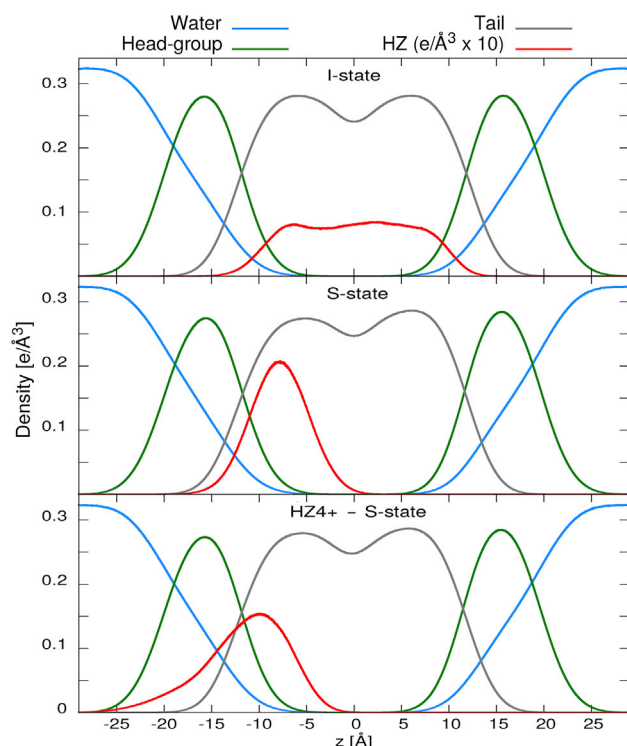 Water Tail
Head-group HZ (e/Å³ x 10)
I-state
0.3
0.2
0.1
0
S-state
0.3
0.2
0.1
Density [e/Å³]
HZ4+ – S-state
0.3
0.2
0.1
0
-25 -20 -15 -10 -5 0 5 10 15 20 25
z [Å]